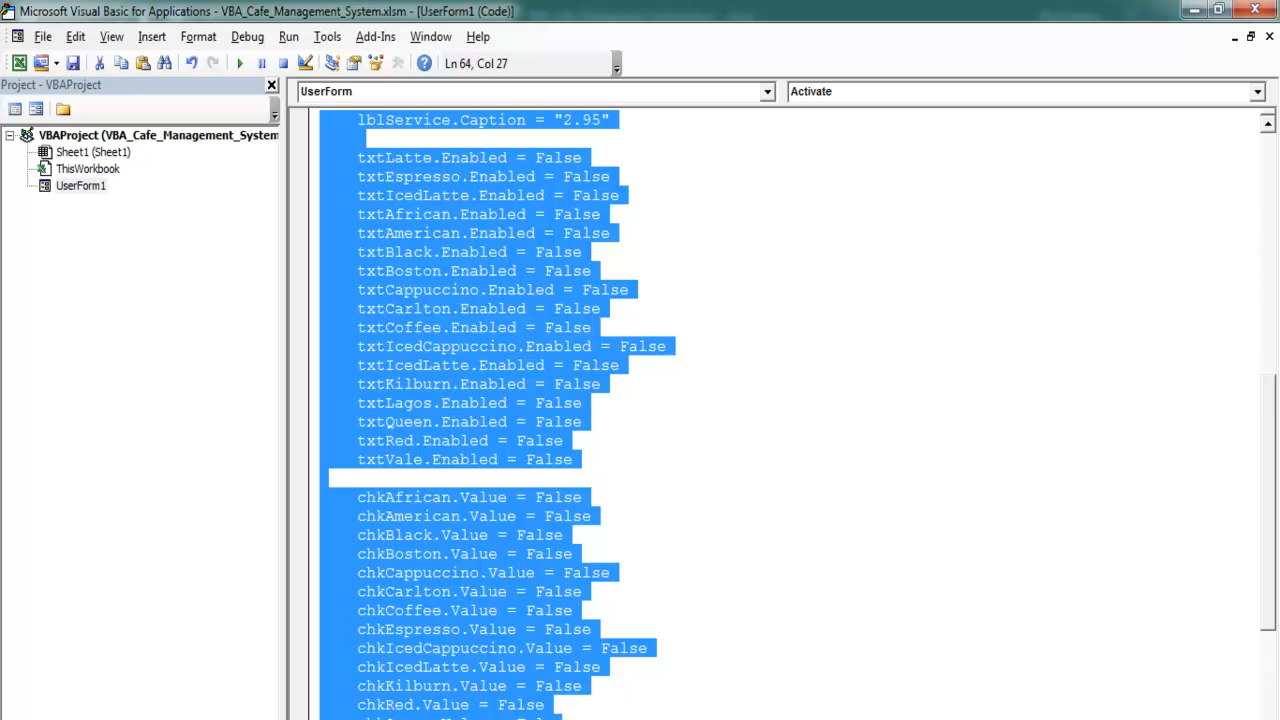 Microsoft Visual Basic for Applications - VBA_Cafe_Management_System.xlsm - [UserForm1 (Code)]
File Edit View Insert Format Debug Run Tools Add-Ins Window Help
Ln 64, Col 27
Project - VBAProject
UserForm
Activate
VBAProject (VBA_Cafe_Management_System
Sheet1 (Sheet1)
ThisWorkbook
UserForm1
lblService.Caption = "2.95"
txtLatte.Enabled = False
txtEspresso.Enabled = False
txtIcedLatte.Enabled = False
txtAfrican.Enabled = False
txtAmerican.Enabled = False
txtBlack.Enabled = False
txtBoston.Enabled = False
txtCappuccino.Enabled = False
txtCarlton.Enabled = False
txtCoffee.Enabled = False
txtIcedCappuccino.Enabled = False
txtIcedLatte.Enabled = False
txtKilburn.Enabled = False
txtLagos.Enabled = False
txtQueen.Enabled = False
txtRed.Enabled = False
txtVale.Enabled = False
chkAfrican.Value = False
chkAmerican.Value = False
chkBlack.Value = False
chkBoston.Value = False
chkCappuccino.Value = False
chkCarlton.Value = False
chkCoffee.Value = False
chkEspresso.Value = False
chkIcedCappuccino.Value = False
chkIcedLatte.Value = False
chkKilburn.Value = False
chkRed.Value = False